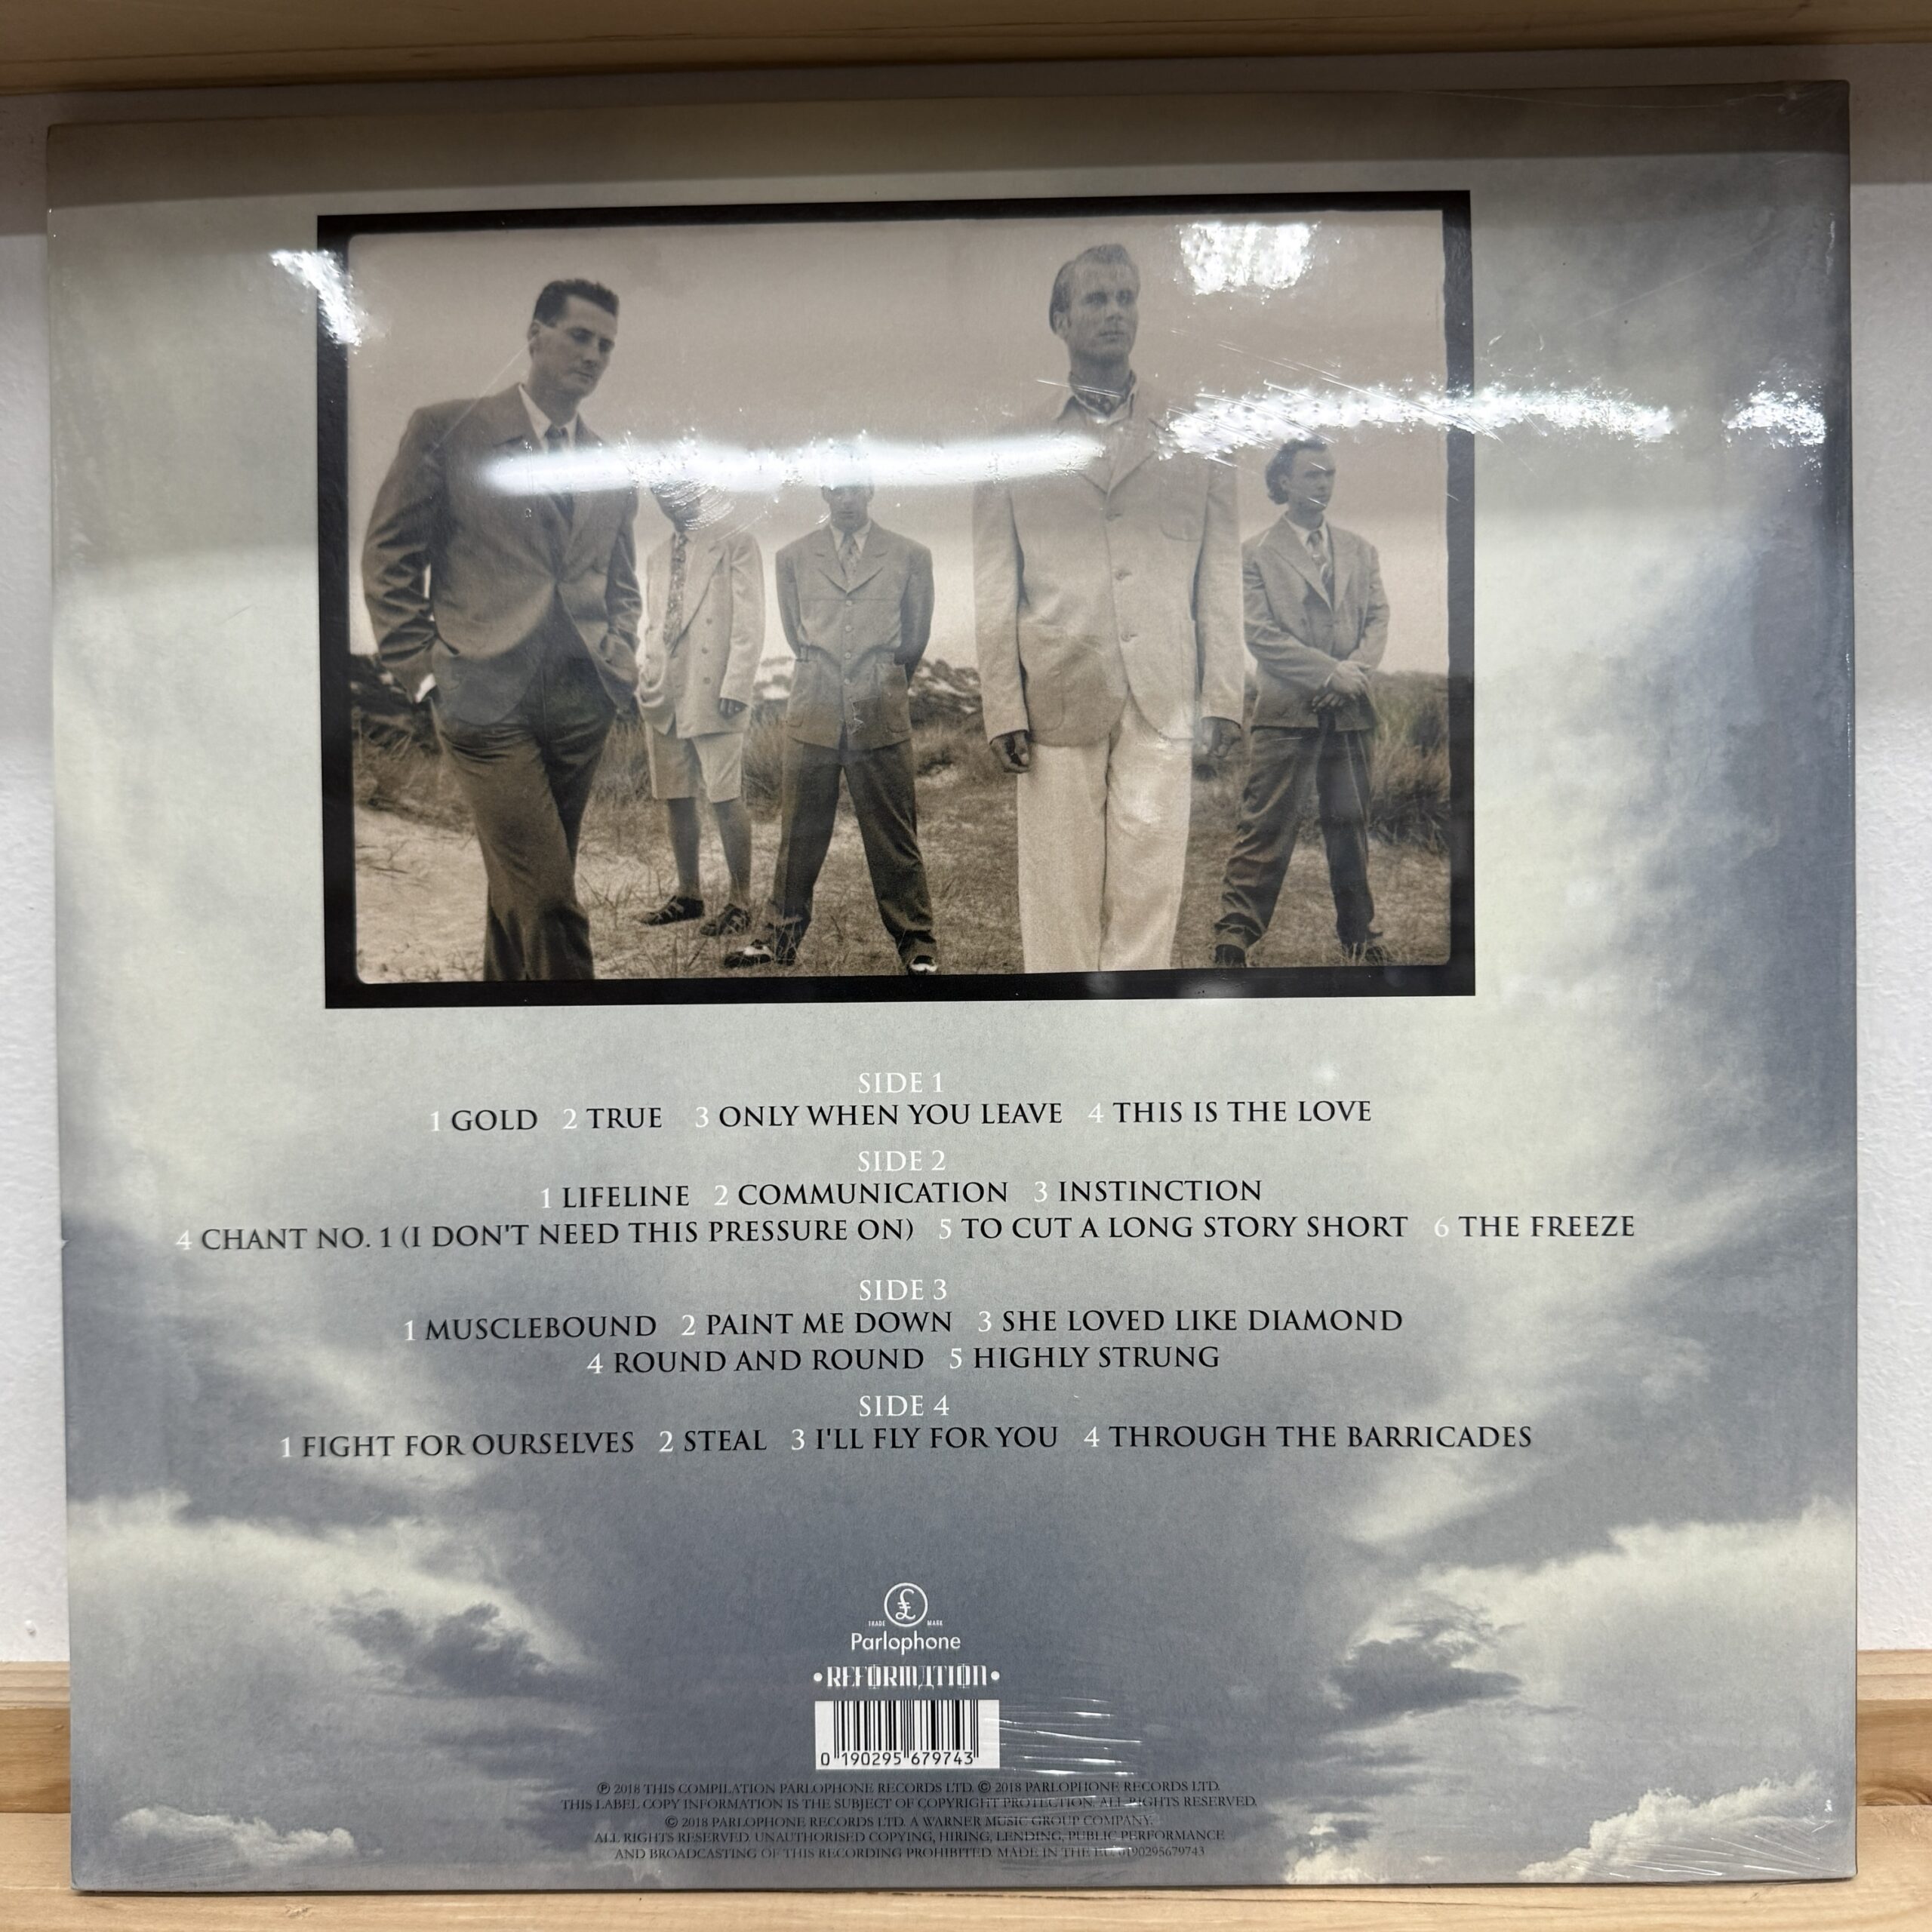 SIDE 1
1 GOLD 2 TRUE 3 ONLY WHEN YOU LEAVE 4 THIS IS THE LOVE
SIDE 2
1 LIFELINE 2 COMMUNICATION 3 INSTINCTION
4 CHANT NO. 1 (I DON'T NEED THIS PRESSURE ON) 5 TO CUT A LONG STORY SHORT 6 THE FREEZE
SIDE 3
1 MUSCLEBOUND 2 PAINT ME DOWN 3 SHE LOVED LIKE DIAMOND
4 ROUND AND ROUND 5 HIGHLY STRUNG
SIDE 4
1 FIGHT FOR OURSELVES 2 STEAL 3 I'LL FLY FOR YOU 4 THROUGH THE BARRICADES
£
TRADE MARK
Parlophone
•REFORMATION•
0 190295 679743
℗ 2018 THIS COMPILATION PARLOPHONE RECORDS LTD. © 2018 PARLOPHONE RECORDS LTD.
THIS LABEL COPY INFORMATION IS THE SUBJECT OF COPYRIGHT PROTECTION. ALL RIGHTS RESERVED.
© 2018 PARLOPHONE RECORDS LTD. A WARNER MUSIC GROUP COMPANY.
ALL RIGHTS RESERVED. UNAUTHORISED COPYING, HIRING, LENDING, PUBLIC PERFORMANCE
AND BROADCASTING OF THIS RECORDING PROHIBITED. MADE IN THE EU. 0190295679743